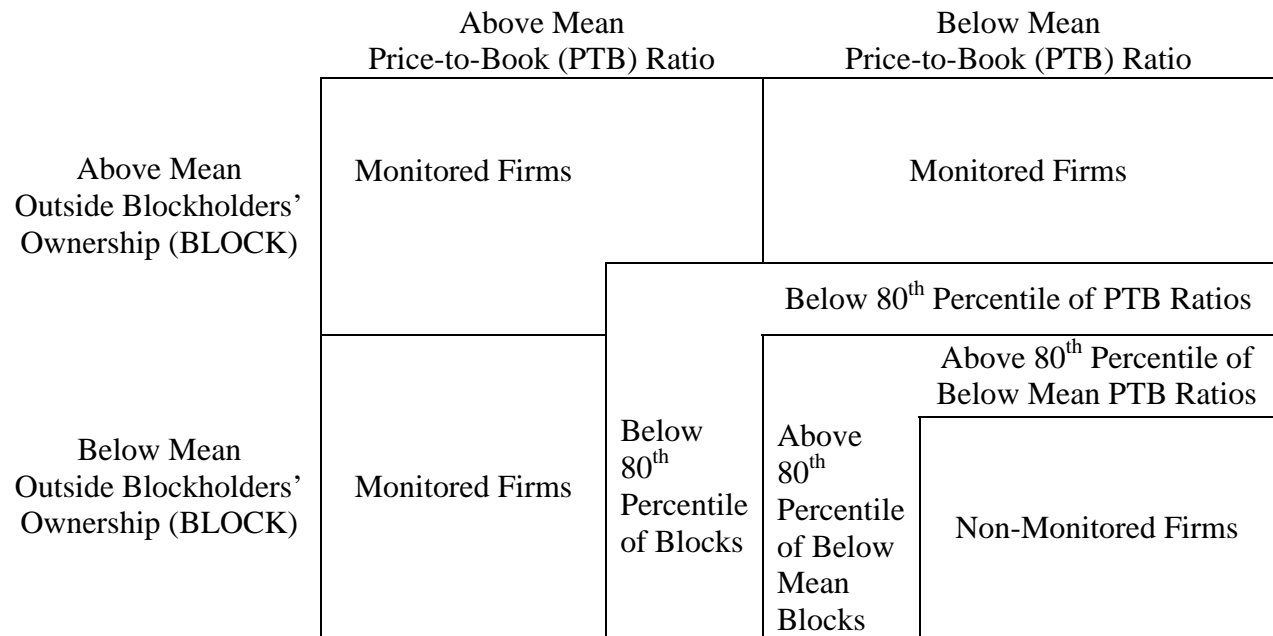 Above Mean
Price-to-Book (PTB) Ratio
Below Mean
Price-to-Book (PTB) Ratio
Above Mean
Outside Blockholders’
Ownership (BLOCK)
Monitored Firms
Monitored Firms
Below 80th Percentile of PTB Ratios
Below Mean
Outside Blockholders’
Ownership (BLOCK)
Monitored Firms
Below
80th
Percentile
of Blocks
Above
80th
Percentile
of Below
Mean
Blocks
Above 80th Percentile of
Below Mean PTB Ratios
Non-Monitored Firms